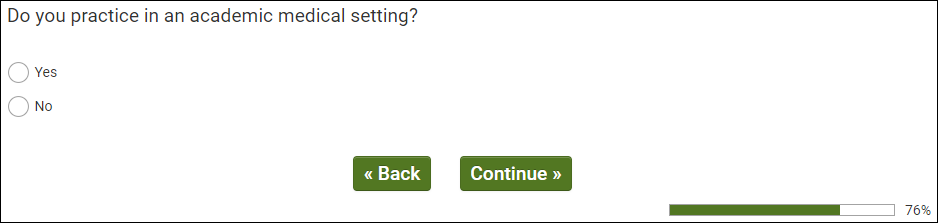 Do you practice in an academic medical setting?
Yes
No
« Back
Continue »
76%